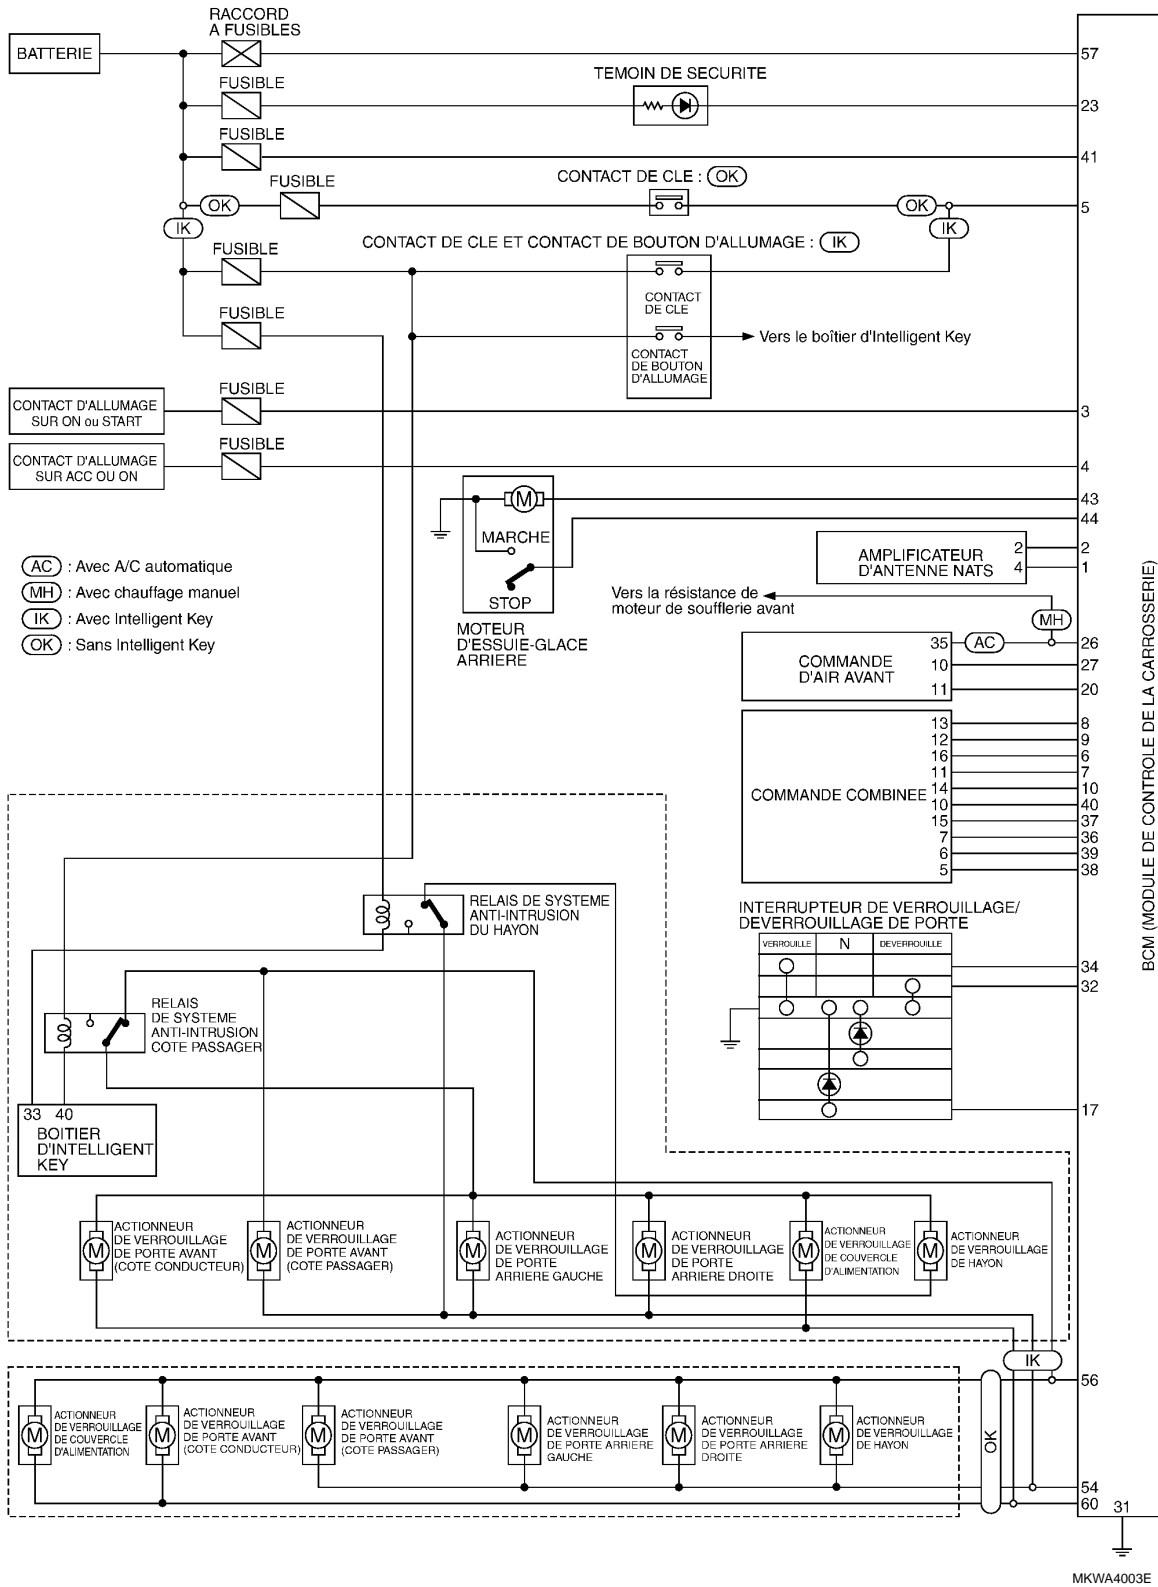 RACCORD
A FUSIBLES
BATTERIE
57
FUSIBLE
TEMOIN DE SECURITE
23
FUSIBLE
41
FUSIBLE
CONTACT DE CLE : OK
OK
OK
5
IK
IK
CONTACT DE CLE ET CONTACT DE BOUTON D'ALLUMAGE : IK
FUSIBLE
CONTACT
DE CLE
FUSIBLE
Vers le boîtier d'Intelligent Key
CONTACT
DE BOUTON
D'ALLUMAGE
FUSIBLE
CONTACT D'ALLUMAGE
SUR ON ou START
3
FUSIBLE
CONTACT D'ALLUMAGE
SUR ACC OU ON
4
M
43
44
MARCHE
STOP
MOTEUR
D'ESSUIE-GLACE
ARRIERE
AMPLIFICATEUR
D'ANTENNE NATS
2 2
4 1
AC : Avec A/C automatique
MH : Avec chauffage manuel
IK : Avec Intelligent Key
OK : Sans Intelligent Key
Vers la résistance de
moteur de soufflerie avant
MH
COMMANDE
D'AIR AVANT
35 AC 26
10 27
11 20
COMMANDE COMBINEE
13 8
12 9
16 6
11 7
14 10
10 40
15 37
7 36
6 39
5 38
BCM (MODULE DE CONTROLE DE LA CARROSSERIE)
RELAIS DE SYSTEME
ANTI-INTRUSION
DU HAYON
INTERRUPTEUR DE VERROUILLAGE/
DEVERROUILLAGE DE PORTE
VERROUILLE N DEVERROUILLE
34
32
17
RELAIS
DE SYSTEME
ANTI-INTRUSION
COTE PASSAGER
33 40
BOITIER
D'INTELLIGENT
KEY
M
ACTIONNEUR
DE VERROUILLAGE
DE PORTE AVANT
(COTE CONDUCTEUR)
M
ACTIONNEUR
DE VERROUILLAGE
DE PORTE AVANT
(COTE PASSAGER)
M
ACTIONNEUR
DE VERROUILLAGE
DE PORTE
ARRIERE GAUCHE
M
ACTIONNEUR
DE VERROUILLAGE
DE PORTE
ARRIERE DROITE
M
ACTIONNEUR
DE VERROUILLAGE
DE COUVERCLE
D'ALIMENTATION
M
ACTIONNEUR
DE VERROUILLAGE
DE HAYON
IK
56
M
ACTIONNEUR
DE VERROUILLAGE
DE COUVERCLE
D'ALIMENTATION
M
ACTIONNEUR
DE VERROUILLAGE
DE PORTE AVANT
(COTE CONDUCTEUR)
M
ACTIONNEUR
DE VERROUILLAGE
DE PORTE AVANT
(COTE PASSAGER)
M
ACTIONNEUR
DE VERROUILLAGE
DE PORTE ARRIERE
GAUCHE
M
ACTIONNEUR
DE VERROUILLAGE
DE PORTE ARRIERE
DROITE
M
ACTIONNEUR
DE VERROUILLAGE
DE HAYON
OK
54
60
31
MKWA4003E